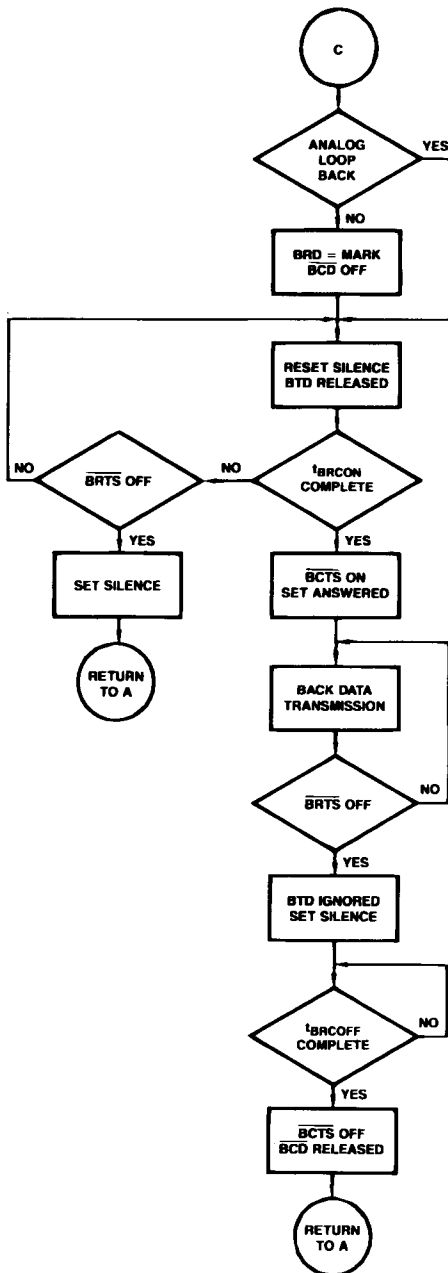 C
ANALOG
LOOP
BACK
YES
NO
BRD = MARK
BCD OFF
RESET SILENCE
BTD RELEASED
NO
BRTS OFF
NO
tBRCON
COMPLETE
YES
YES
SET SILENCE
BCTS ON
SET ANSWERED
RETURN
TO A
BACK DATA
TRANSMISSION
BRTS OFF
NO
YES
BTD IGNORED
SET SILENCE
tBRCOFF
COMPLETE
NO
YES
BCTS OFF
BCD RELEASED
RETURN
TO A